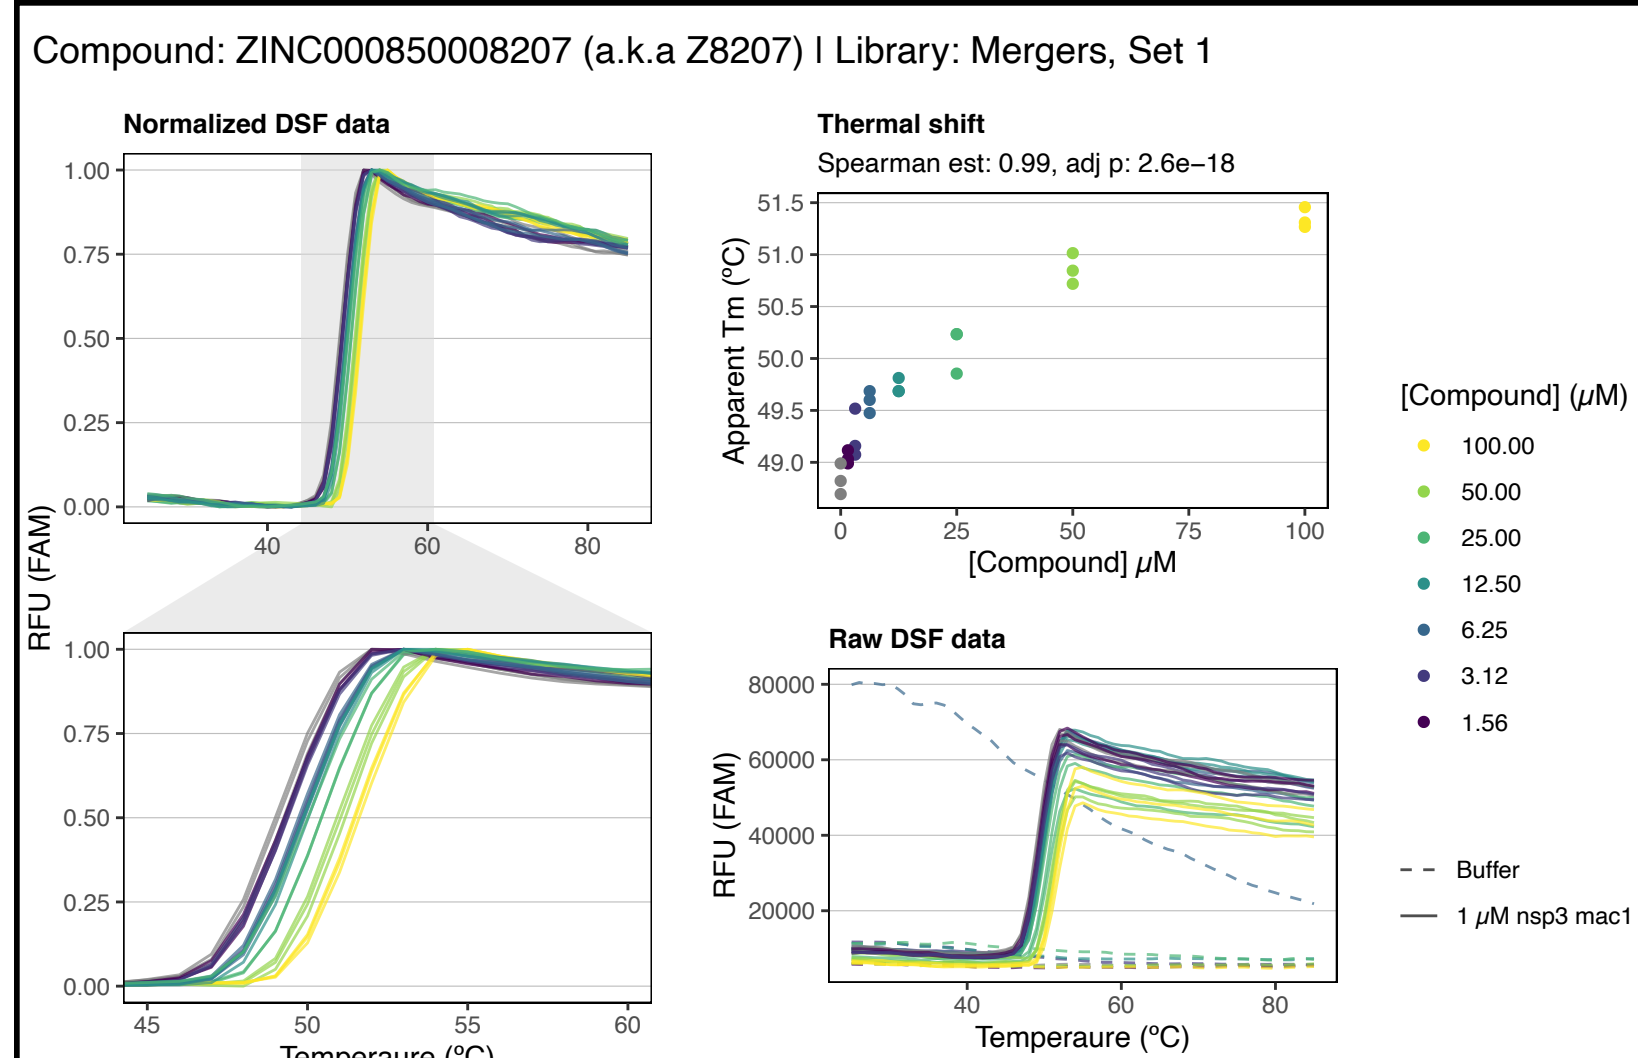 Compound: ZINC000850008207 (a.k.a Z8207) | Library: Mergers, Set 1
Normalized DSF data
1.00
0.75
0.50
0.25
0.00
40 60 80
RFU (FAM)
1.00
0.75
0.50
0.25
0.00
45 50 55 60
Temperaure (ºC)
Thermal shift
Spearman est: 0.99, adj p: 2.6e−18
Apparent Tm (ºC)
51.5
51.0
50.5
50.0
49.5
49.0
0 25 50 75 100
[Compound] µM
Raw DSF data
RFU (FAM)
80000
60000
40000
20000
40 60 80
Temperaure (ºC)
[Compound] (µM)
100.00
50.00
25.00
12.50
6.25
3.12
1.56
Buffer
1 µM nsp3 mac1